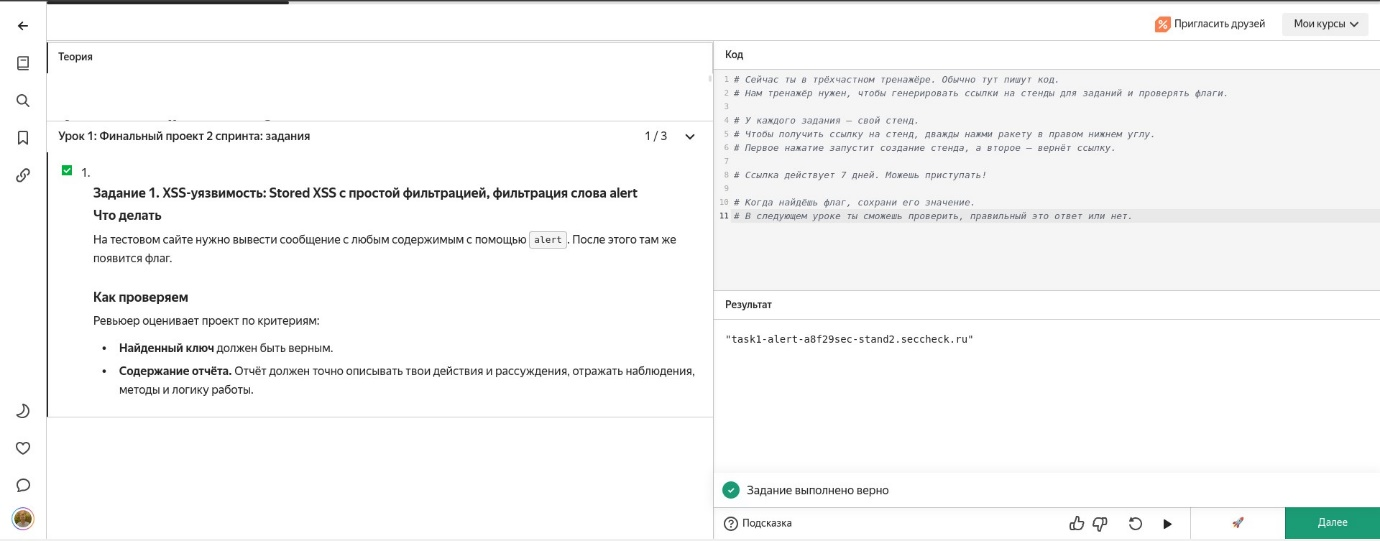 Пригласить друзей
Мои курсы
Теория
Урок 1: Финальный проект 2 спринта: задания
1 / 3
1.
Задание 1. XSS-уязвимость: Stored XSS с простой фильтрацией, фильтрация слова alert
Что делать
На тестовом сайте нужно вывести сообщение с любым содержимым с помощью alert. После этого там же
появится флаг.
Как проверяем
Ревьюер оценивает проект по критериям:
• Найденный ключ должен быть верным.
• Содержание отчёта. Отчёт должен точно описывать твои действия и рассуждения, отражать наблюдения,
методы и логику работы.
Код
1 # Сейчас ты в трёхчастном тренажёре. Обычно тут пишут код.
2 # Нам тренажёр нужен, чтобы генерировать ссылки на стенды для заданий и проверять флаги.
3
4 # У каждого задания — свой стенд.
5 # Чтобы получить ссылку на стенд, дважды нажми ракету в правом нижнем углу.
6 # Первое нажатие запустит создание стенда, а второе — вернёт ссылку.
7
8 # Ссылка действует 7 дней. Можешь приступать!
9
10 # Когда найдёшь флаг, сохрани его значение.
11 # В следующем уроке ты сможешь проверить, правильный это ответ или нет.
Результат
"task1-alert-a8f29sec-stand2.seccheck.ru"
Задание выполнено верно
Подсказка
Далее